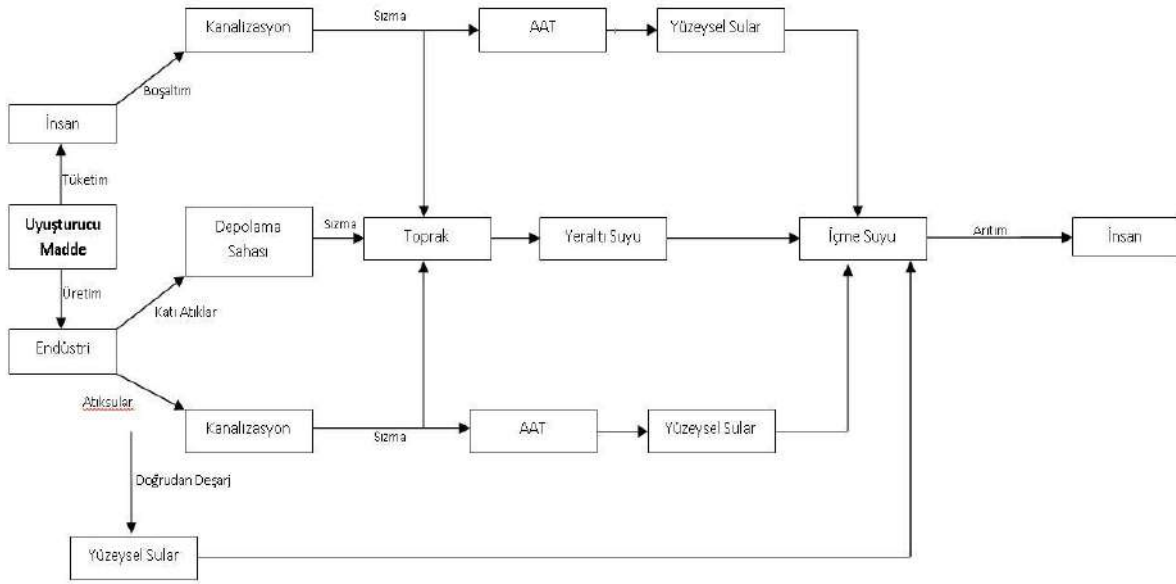 Kanalizasyon
Sızma
AAT
Yüzeysel Sular
Boşaltım
İnsan
Tüketim
Uyuşturucu
Madde
Depolama
Sahası
Sızma
Toprak
Yeraltı Suyu
İçme Suyu
Arıtım
İnsan
Üretim
Katı Atıklar
Endüstri
Atıksular
Kanalizasyon
Sızma
AAT
Yüzeysel Sular
Doğrudan Deşarj
Yüzeysel Sular